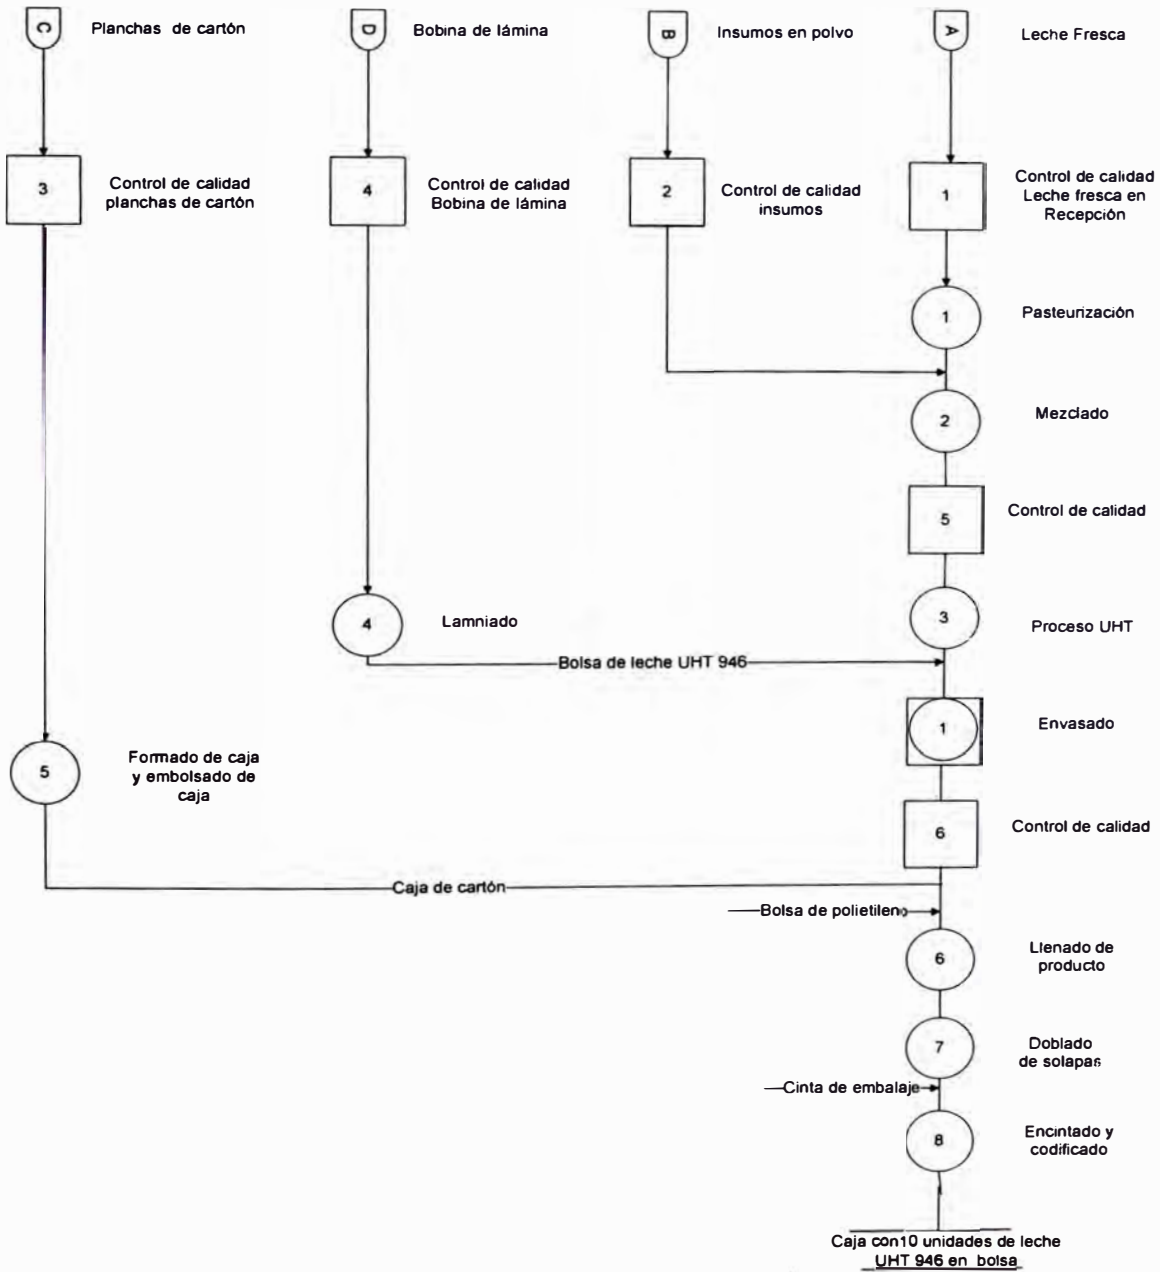 C
Planchas de cartón
D
Bobina de lámina
B
Insumos en polvo
A
Leche Fresca
3
Control de calidad
planchas de cartón
4
Control de calidad
Bobina de lámina
2
Control de calidad
insumos
1
Control de calidad
Leche fresca en
Recepción
1
Pasteurización
2
Mezclado
5
Control de calidad
3
Proceso UHT
4
Lamniado
Bolsa de leche UHT 946
1
Envasado
5
Formado de caja
y embolsado de
caja
6
Control de calidad
Caja de cartón
Bolsa de polietileno
6
Llenado de
producto
7
Doblado
de solapas
Cinta de embalaje
8
Encintado y
codificado
Caja con10 unidades de leche
UHT 946 en bolsa